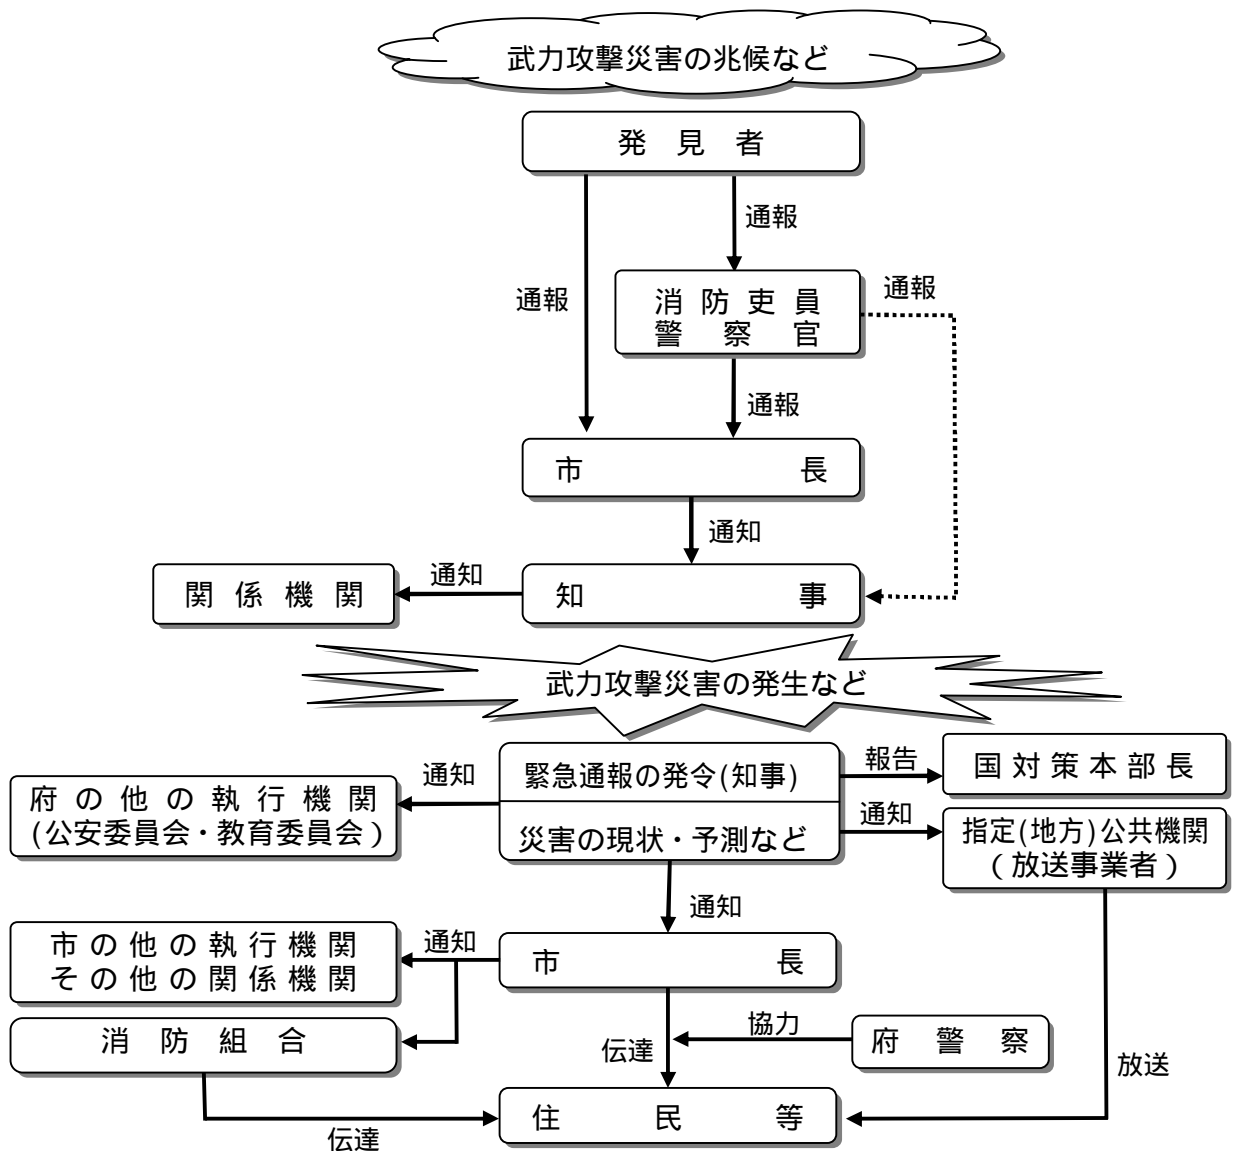 武力攻撃災害の兆候など
発見者
通報
通報
消防吏員
警察官
通報
通報
市長
通知
関係機関
通知
知事
武力攻撃災害の発生など
緊急通報の発令(知事)
災害の現状・予測など
報告
国対策本部長
通知
府の他の執行機関
(公安委員会・教育委員会)
通知
指定(地方)公共機関
(放送事業者)
通知
市の他の執行機関
その他の関係機関
通知
市長
消防組合
協力
府警察
伝達
放送
住民等
伝達